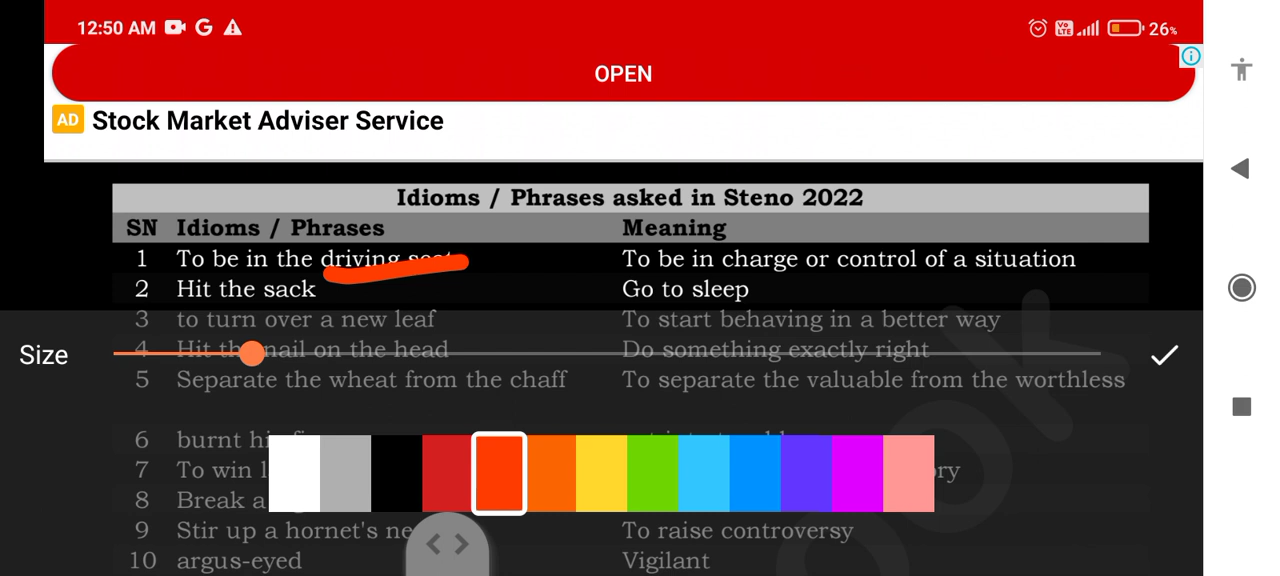 12:50 AM G Vo LTE 26%
OPEN
AD Stock Market Adviser Service
Idioms / Phrases asked in Steno 2022
SN Idioms / Phrases Meaning
1 To be in the driving seat To be in charge or control of a situation
2 Hit the sack Go to sleep
3 to turn over a new leaf To start behaving in a better way
Size
4 Hit the nail on the head Do something exactly right
5 Separate the wheat from the chaff To separate the valuable from the worthless
6 burnt his
7 To win
8 Break a
9 Stir up a hornet's To raise controversy
10 argus-eyed Vigilant